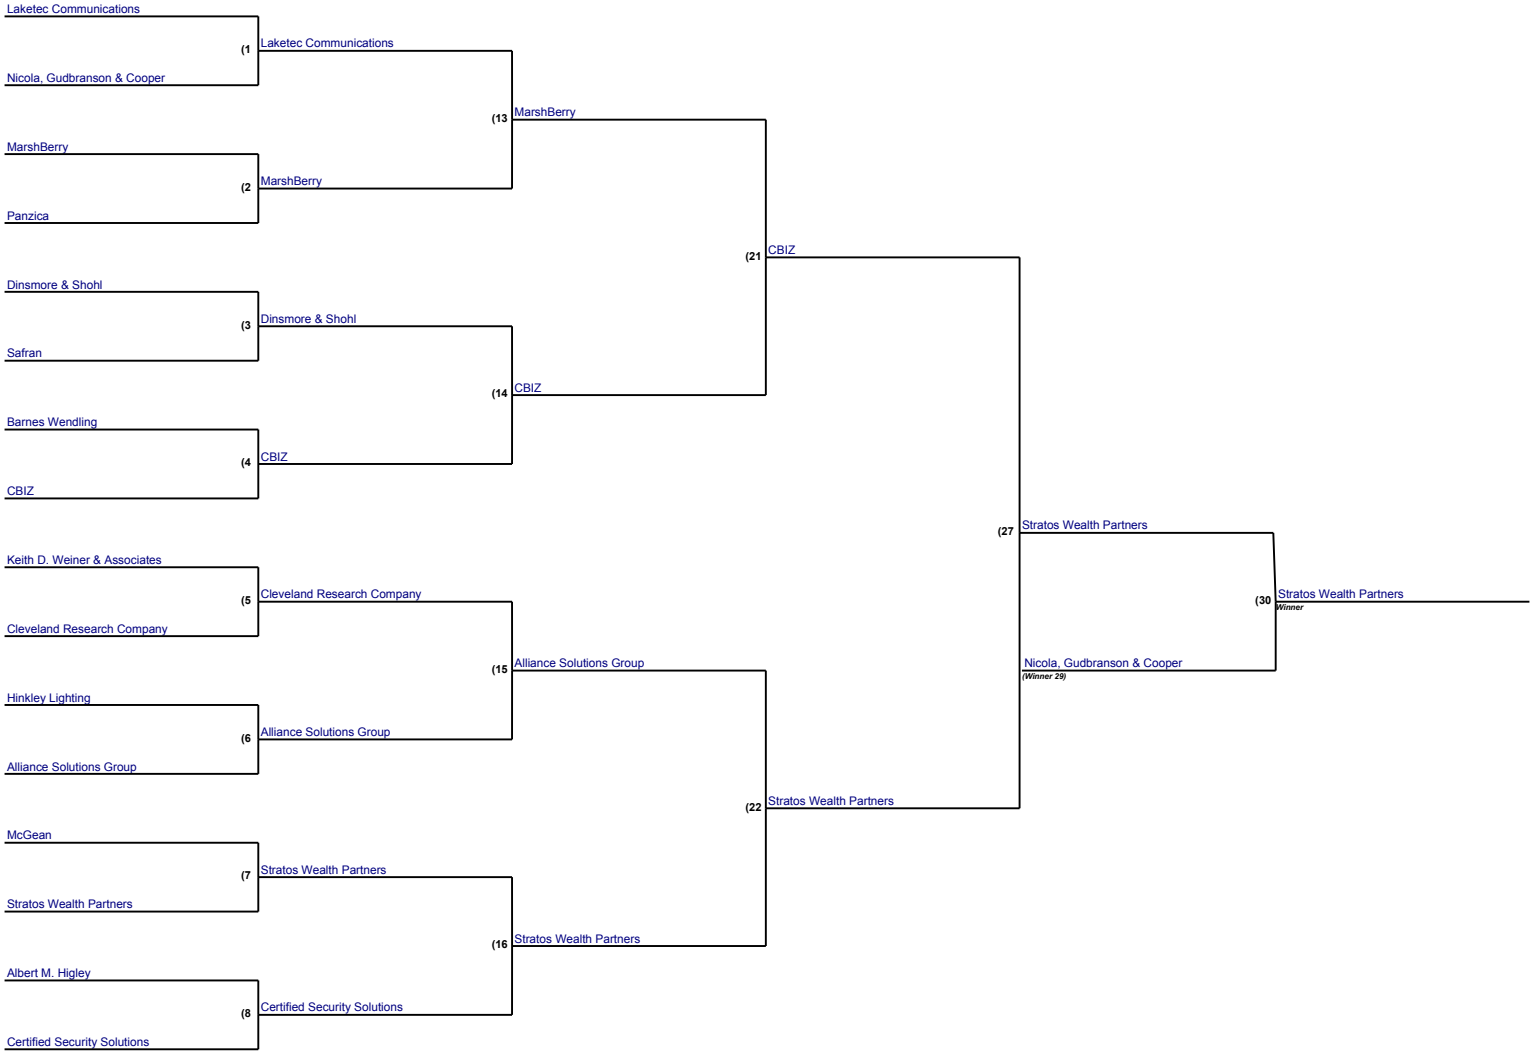 Laketec Communications
(1
Laketec Communications
Nicola, Gudbranson & Cooper
(13
MarshBerry
MarshBerry
(2
MarshBerry
Panzica
(21
CBIZ
Dinsmore & Shohl
(3
Dinsmore & Shohl
Safran
(14
CBIZ
Barnes Wendling
(4
CBIZ
CBIZ
(27
Stratos Wealth Partners
Keith D. Weiner & Associates
(5
Cleveland Research Company
(30
Stratos Wealth Partners
Winner
Cleveland Research Company
(15
Alliance Solutions Group
Nicola, Gudbranson & Cooper
(Winner 29)
Hinkley Lighting
(6
Alliance Solutions Group
Alliance Solutions Group
(22
Stratos Wealth Partners
McGean
(7
Stratos Wealth Partners
Stratos Wealth Partners
(16
Stratos Wealth Partners
Albert M. Higley
(8
Certified Security Solutions
Certified Security Solutions